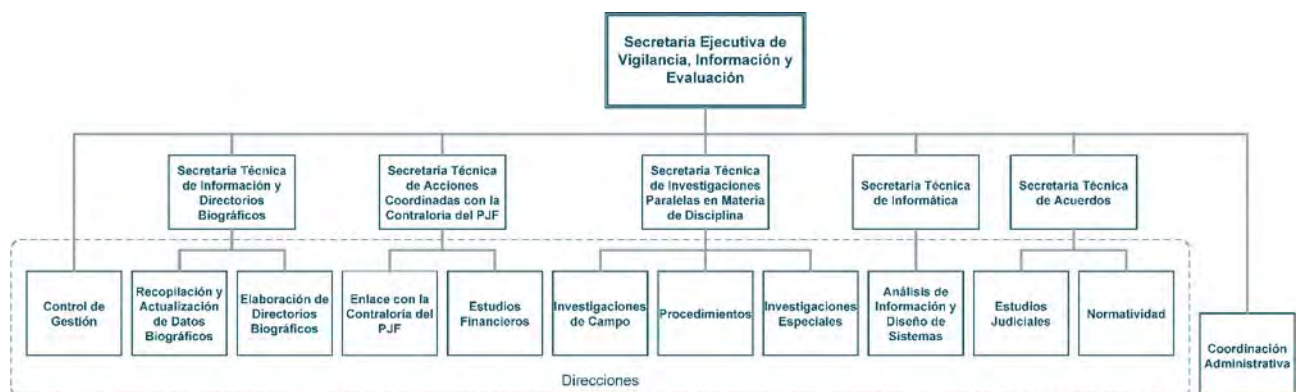 Secretaría Ejecutiva de
Vigilancia, Información y
Evaluación
Secretaría Técnica
de Información y
Directorios
Biográficos
Secretaría Técnica
de Acciones
Coordinadas con la
Contraloría del PJF
Secretaría Técnica
de Investigaciones
Paralelas en Materia
de Disciplina
Secretaría Técnica
de Informática
Secretaría Técnica
de Acuerdos
Control de
Gestión
Recopilación y
Actualización
de Datos
Biográficos
Elaboración de
Directorios
Biográficos
Enlace con la
Contraloría del
PJF
Estudios
Financieros
Investigaciones
de Campo
Procedimientos
Investigaciones
Especiales
Análisis de
Información y
Diseño de
Sistemas
Estudios
Judiciales
Normatividad
Coordinación
Administrativa
Direcciones